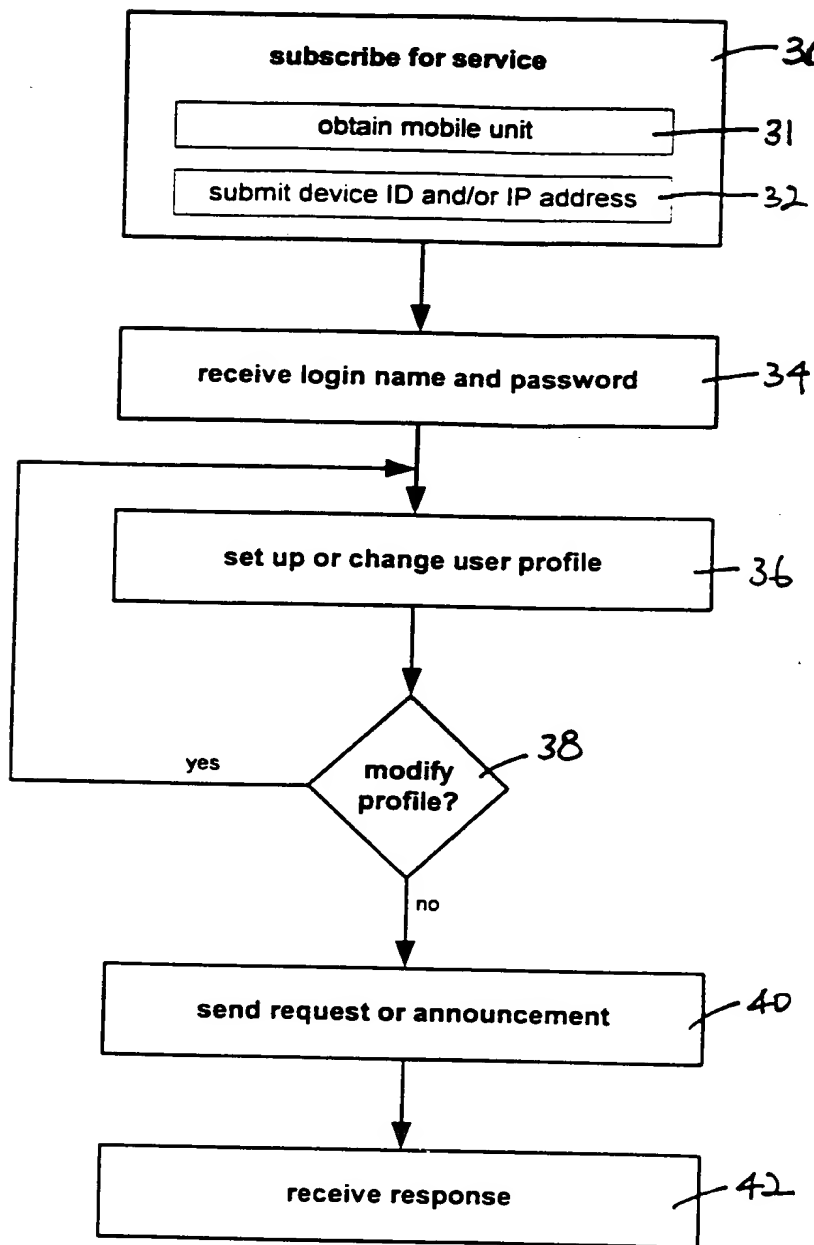 subscribe for service
obtain mobile unit
31
submit device ID and/or IP address
32
receive login name and password
34
set up or change user profile
36
yes
modify
profile?
38
no
send request or announcement
40
receive response
42